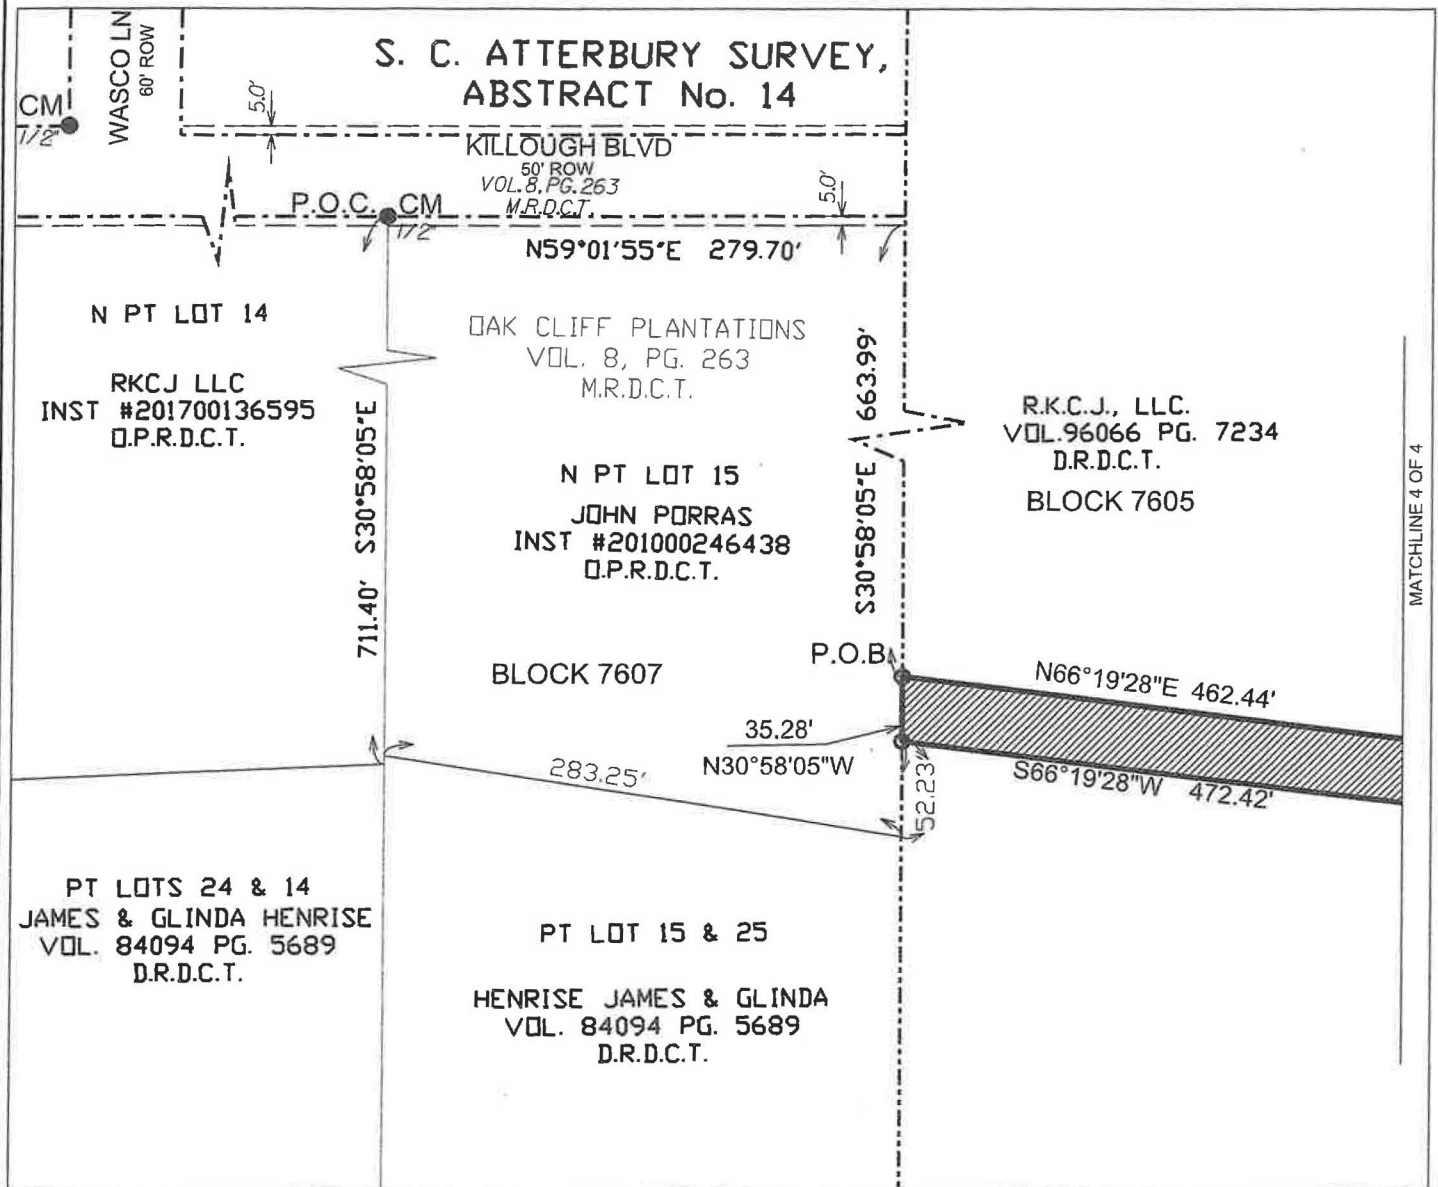 WASCO LN
60' ROW
S. C. ATTERBURY SURVEY,
ABSTRACT No. 14
CM
1/2"
5.0'
KILLOUGH BLVD
50' ROW
VOL.8, PG.263
M.R.D.C.T.
P.O.C. CM
1/2"
5.0'
N59°01'55"E 279.70'
N PT LOT 14
RKCJ LLC
INST #201700136595
O.P.R.D.C.T.
OAK CLIFF PLANTATIONS
VOL. 8, PG. 263
M.R.D.C.T.
N PT LOT 15
JOHN PORRAS
INST #201000246438
O.P.R.D.C.T.
711.40' S30°58'05"E
S30°58'05"E 663.99'
R.K.C.J., LLC.
VOL.96066 PG. 7234
D.R.D.C.T.
BLOCK 7605
MATCHLINE 4 OF 4
BLOCK 7607
P.O.B
N66°19'28"E 462.44'
35.28'
N30°58'05"W
S66°19'28"W 472.42'
283.25'
52.23'
PT LOTS 24 & 14
JAMES & GLINDA HENRISE
VOL. 84094 PG. 5689
D.R.D.C.T.
PT LOT 15 & 25
HENRISE JAMES & GLINDA
VOL. 84094 PG. 5689
D.R.D.C.T.